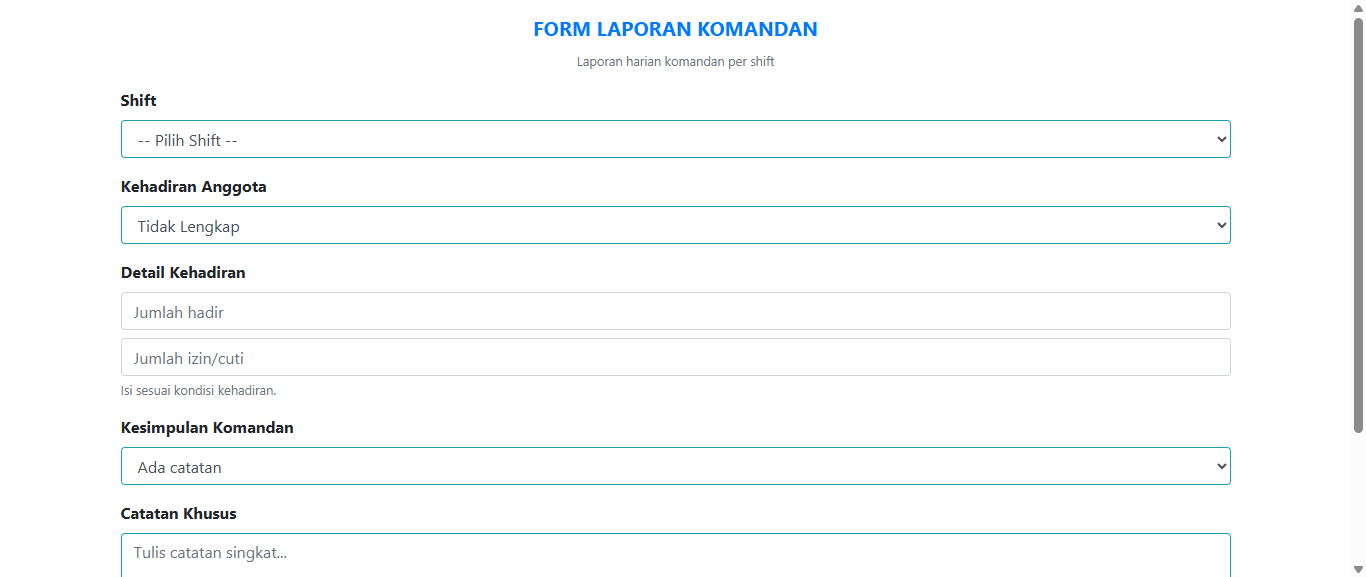 FORM LAPORAN KOMANDAN
Laporan harian komandan per shift
Shift
-- Pilih Shift --
Kehadiran Anggota
Tidak Lengkap
Detail Kehadiran
Jumlah hadir
Jumlah izin/cuti
Isi sesuai kondisi kehadiran.
Kesimpulan Komandan
Ada catatan
Catatan Khusus
Tulis catatan singkat...